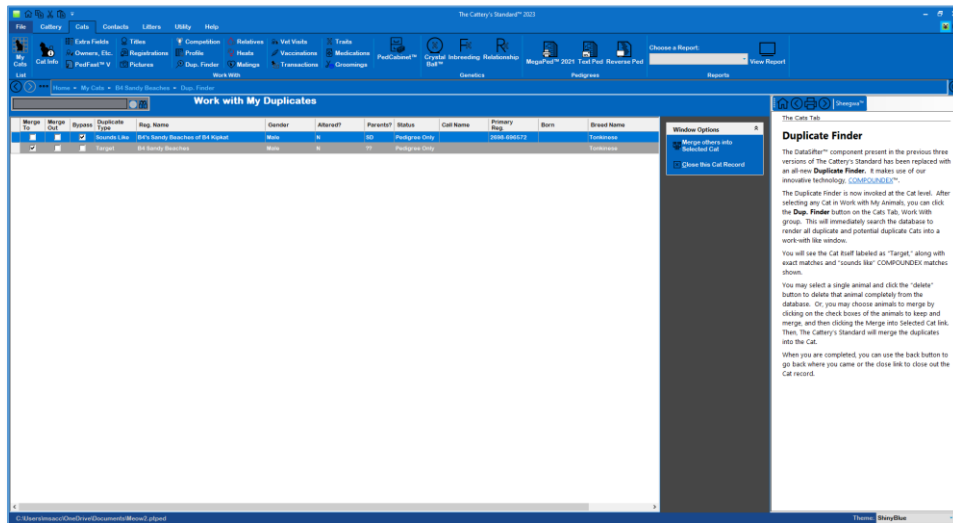 The Cattery's Standard™ 2023
File Cattery Cats Contacts Litters Utility Help
My Cats
Cat Info
Extra Fields
Owners, Etc.
PedFast™ V
Titles
Registrations
Pictures
Competition
Profile
Dup. Finder
Relatives
Heats
Matings
Vet Visits
Vaccinations
Transactions
Traits
Medications
Groomings
PedCabinet™
Crystal Ball™
Inbreeding
Relationship
MegaPed™ 2021
Text Ped
Reverse Ped
Choose a Report:
View Report
List
Work With
Genetics
Pedigrees
Reports
Home - My Cats - B4 Sandy Beaches - Dup. Finder
Work with My Duplicates
Merge To Merge Out Bypass Duplicate Type Reg. Name Gender Altered? Parents? Status Call Name Primary Reg. Born Breed Name
Sounds Like B4's Sandy Beaches of B4 Kipkat Male N SD Pedigree Only 2698-696572 Tonkinese
Target B4 Sandy Beaches Male N ?? Pedigree Only Tonkinese
Window Options
Merge others into
Selected Cat
Close this Cat Record
Sheegwa™
The Cats Tab
Duplicate Finder
The DataSifter™ component present in the previous three
versions of The Cattery's Standard has been replaced with
an all-new Duplicate Finder. It makes use of our
innovative technology, COMPOUNDEX™.
The Duplicate Finder is now invoked at the Cat level. After
selecting any Cat in Work with My Animals, you can click
the Dup. Finder button on the Cats Tab, Work With
group. This will immediately search the database to
render all duplicate and potential duplicate Cats into a
work-with like window.
You will see the Cat itself labeled as "Target," along with
exact matches and "sounds like" COMPOUNDEX matches
shown.
You may select a single animal and click the "delete"
button to delete that animal completely from the
database. Or, you may choose animals to merge by
clicking on the check boxes of the animals to keep and
merge, and then clicking the Merge into Selected Cat link.
Then, The Cattery's Standard will merge the duplicates
into the Cat.
When you are completed, you can use the back button to
go back where you came or the close link to close out the
Cat record.
C:\Users\msacc\OneDrive\Documents\Meow2.ptped
Theme: ShinyBlue